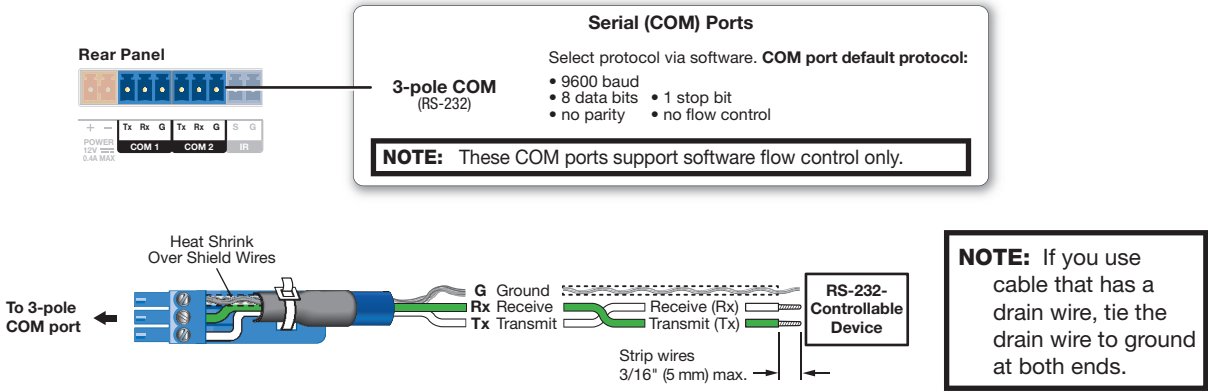 Serial (COM) Ports
Rear Panel
Select protocol via software. COM port default protocol:
3-pole COM
(RS-232)
• 9600 baud
• 8 data bits • 1 stop bit
• no parity • no flow control
+ – Tx Rx G Tx Rx G S G
POWER
12V
0.4A MAX
COM 1 COM 2 IR
NOTE: These COM ports support software flow control only.
Heat Shrink
Over Shield Wires
To 3-pole
COM port
G Ground
Rx Receive
Tx Transmit
Receive (Rx)
Transmit (Tx)
RS-232-
Controllable
Device
Strip wires
3/16" (5 mm) max.
NOTE: If you use
cable that has a
drain wire, tie the
drain wire to ground
at both ends.